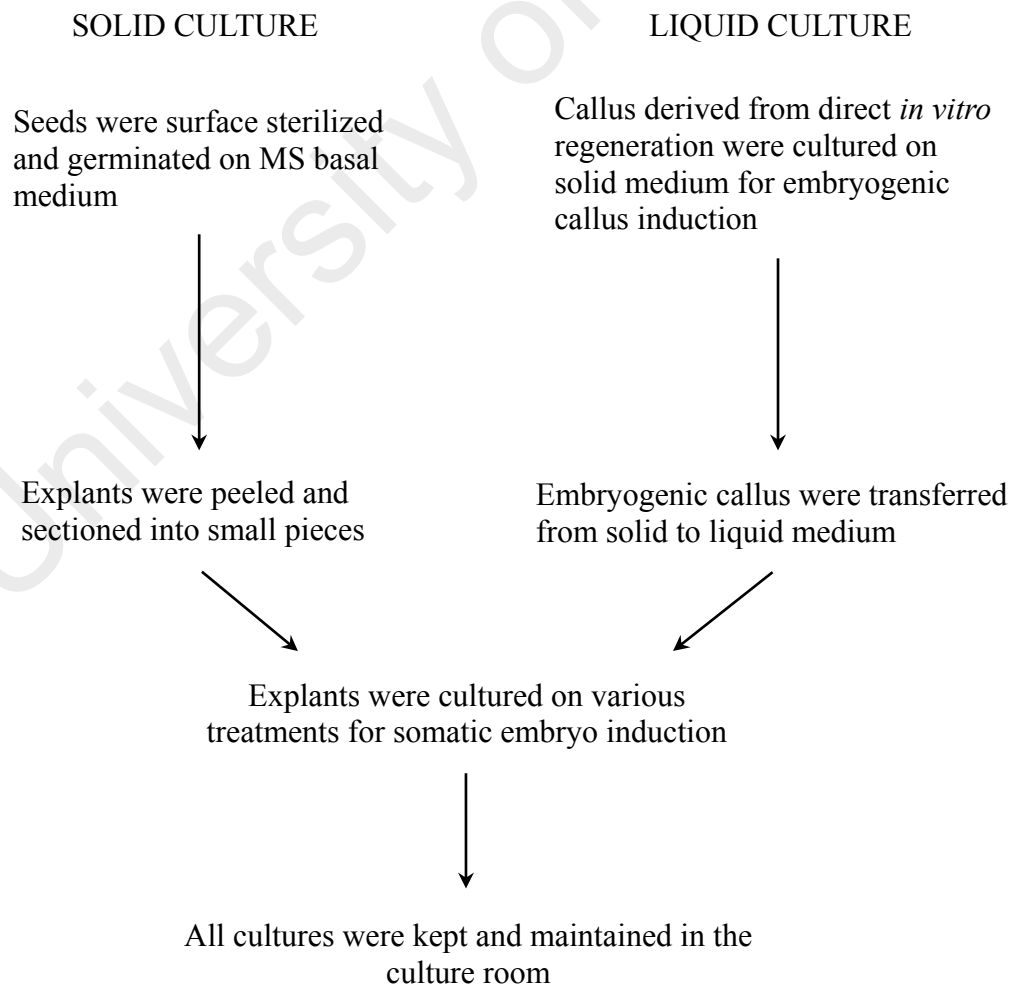 SOLID CULTURE
Seeds were surface sterilized
and germinated on MS basal
medium
Explants were peeled and
sectioned into small pieces
LIQUID CULTURE
Callus derived from direct in vitro
regeneration were cultured on
solid medium for embryogenic
callus induction
Embryogenic callus were transferred
from solid to liquid medium
Explants were cultured on various
treatments for somatic embryo induction
All cultures were kept and maintained in the
culture room
University of